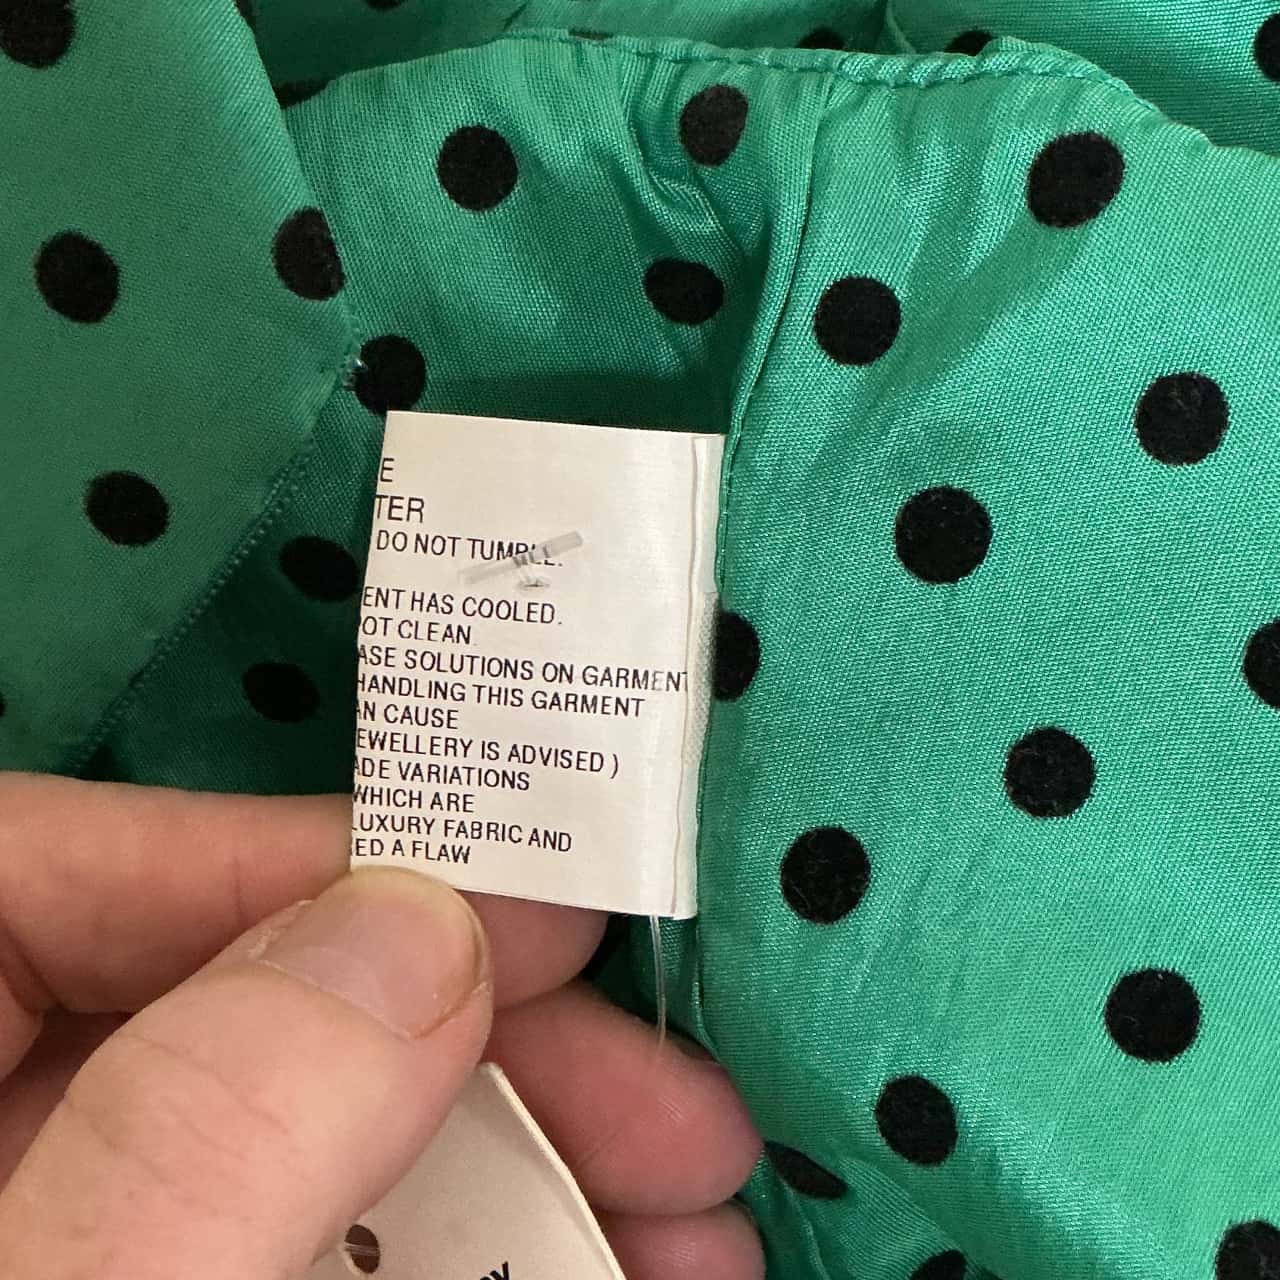 E
TER
DO NOT TUMBLE.
ENT HAS COOLED.
OT CLEAN.
ASE SOLUTIONS ON GARMENT
HANDLING THIS GARMENT
AN CAUSE
EWELLERY IS ADVISED )
ADE VARIATIONS
WHICH ARE
LUXURY FABRIC AND
ED A FLAW